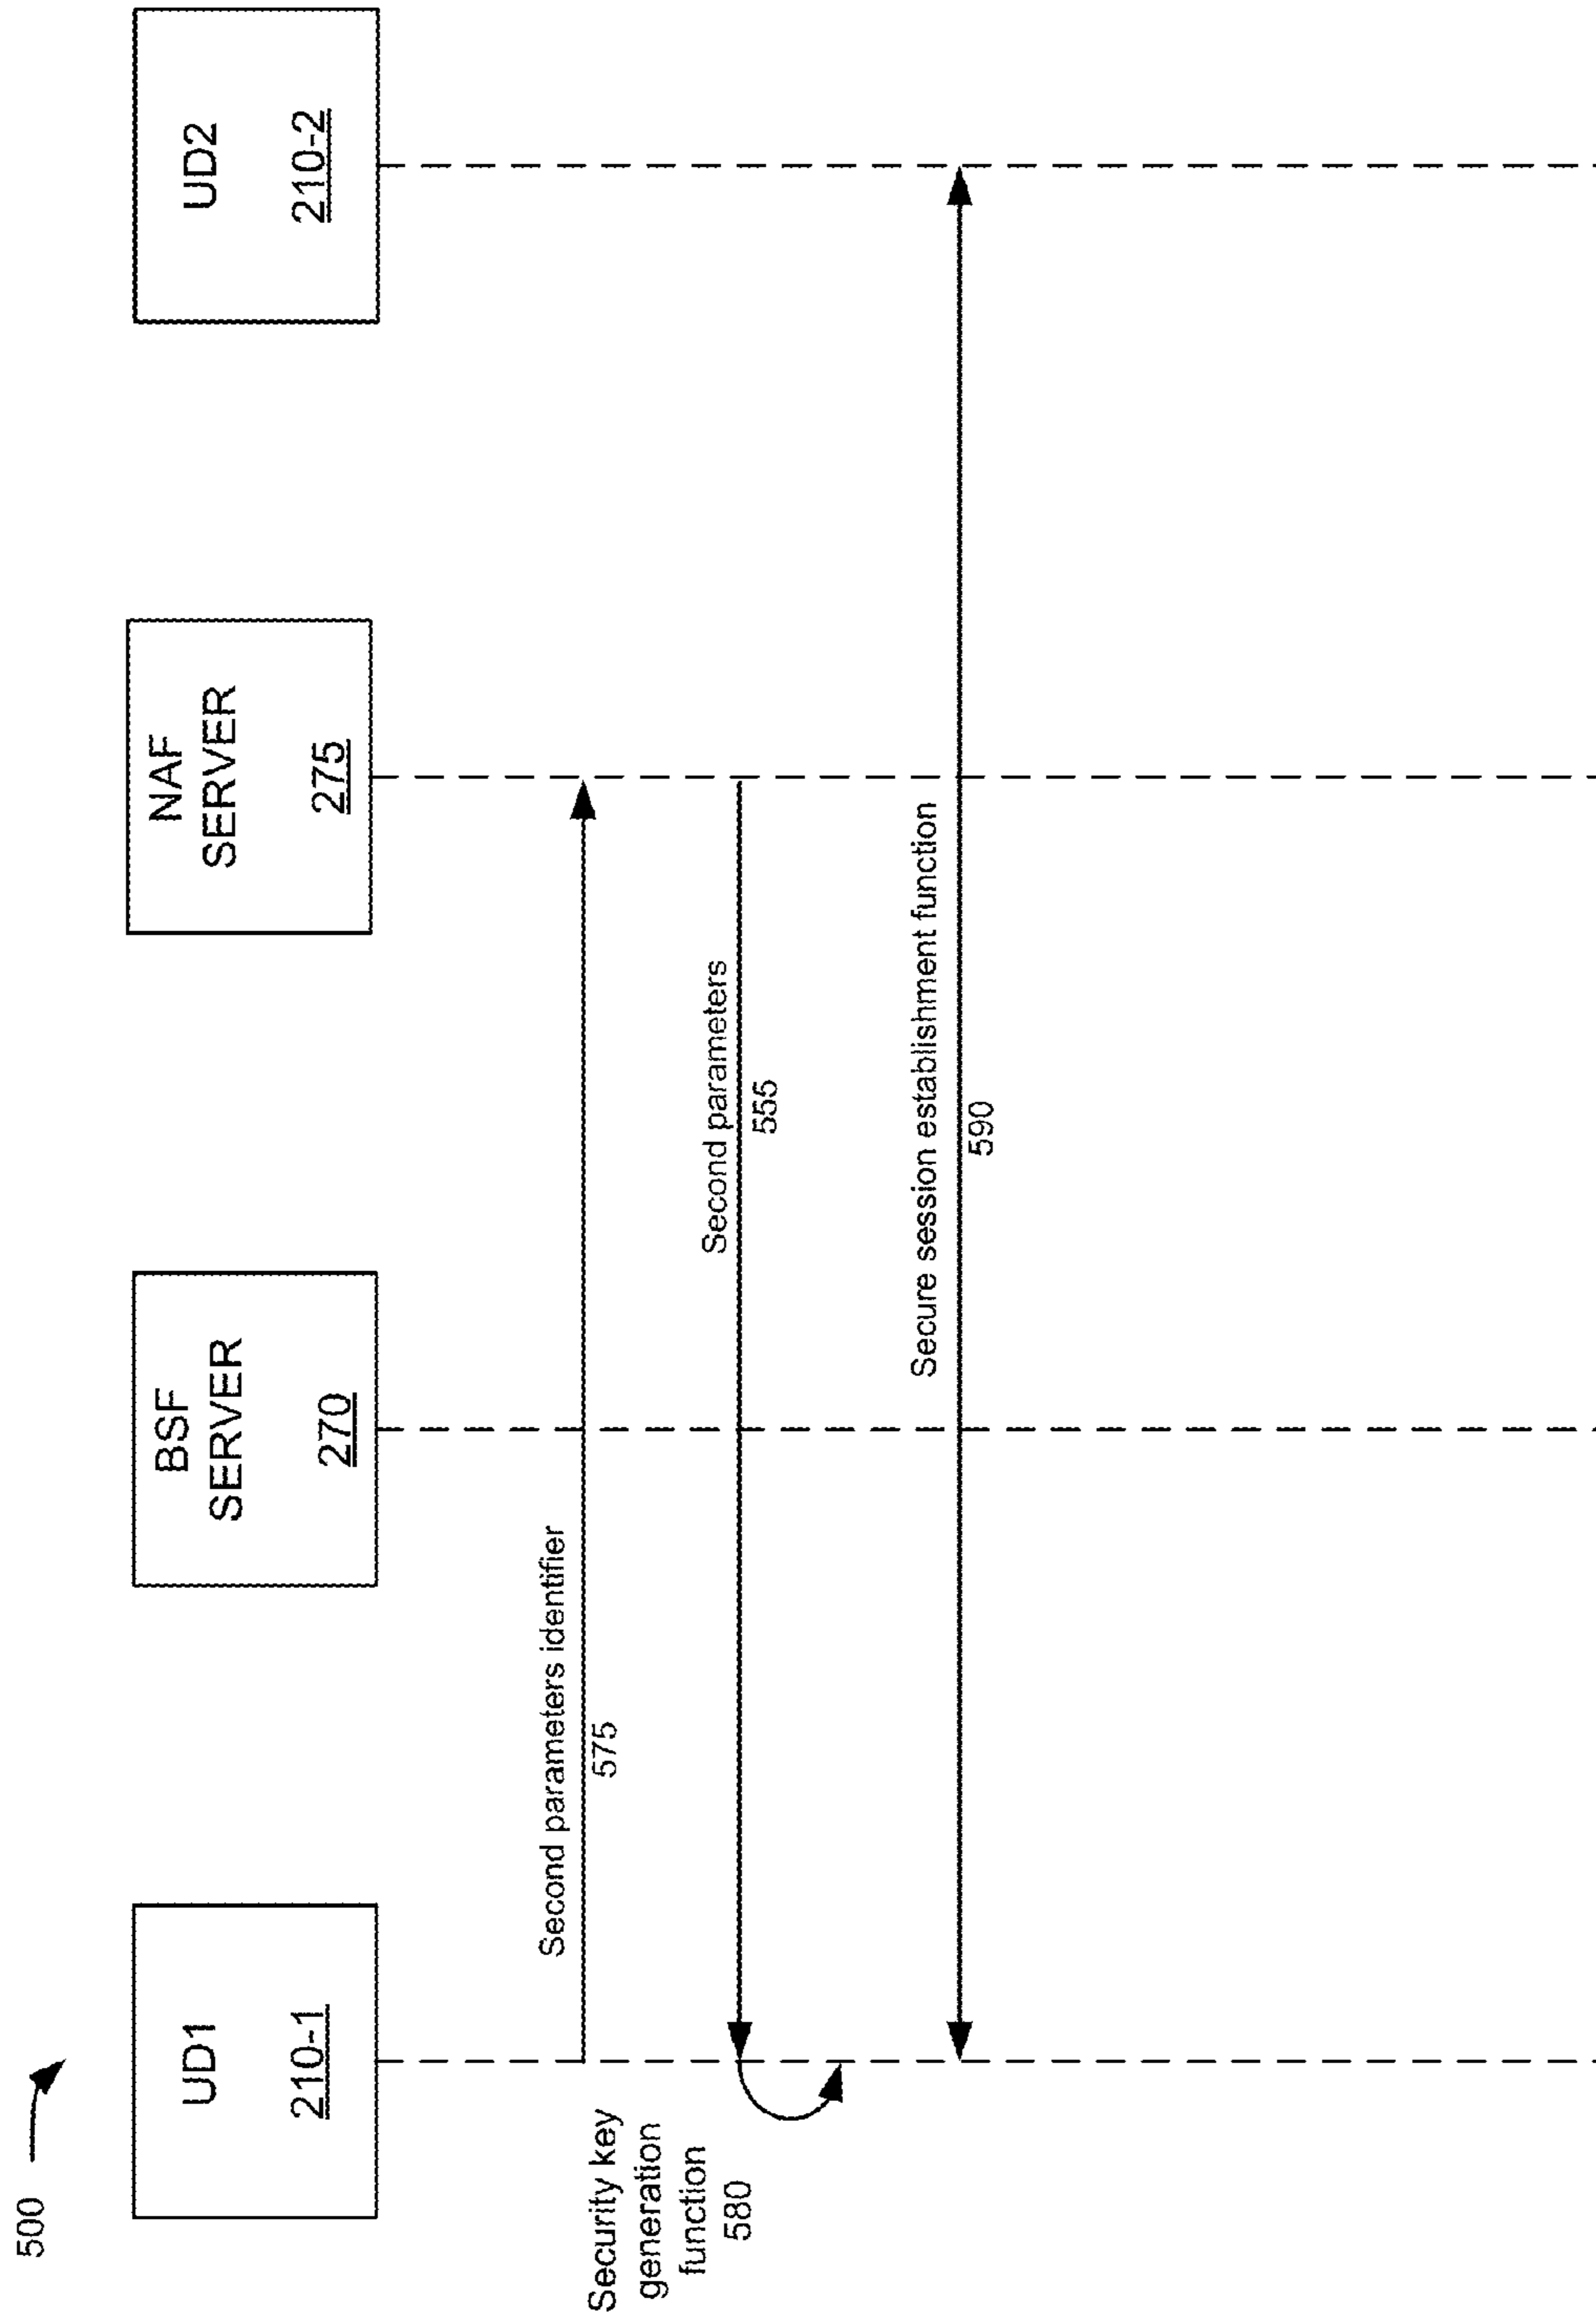 500
UD1
210-1
BSF
SERVER
270
NAF
SERVER
275
UD2
210-2
Second parameters identifier
575
Second parameters
555
Security key
generation
function
580
Secure session establishment function
590